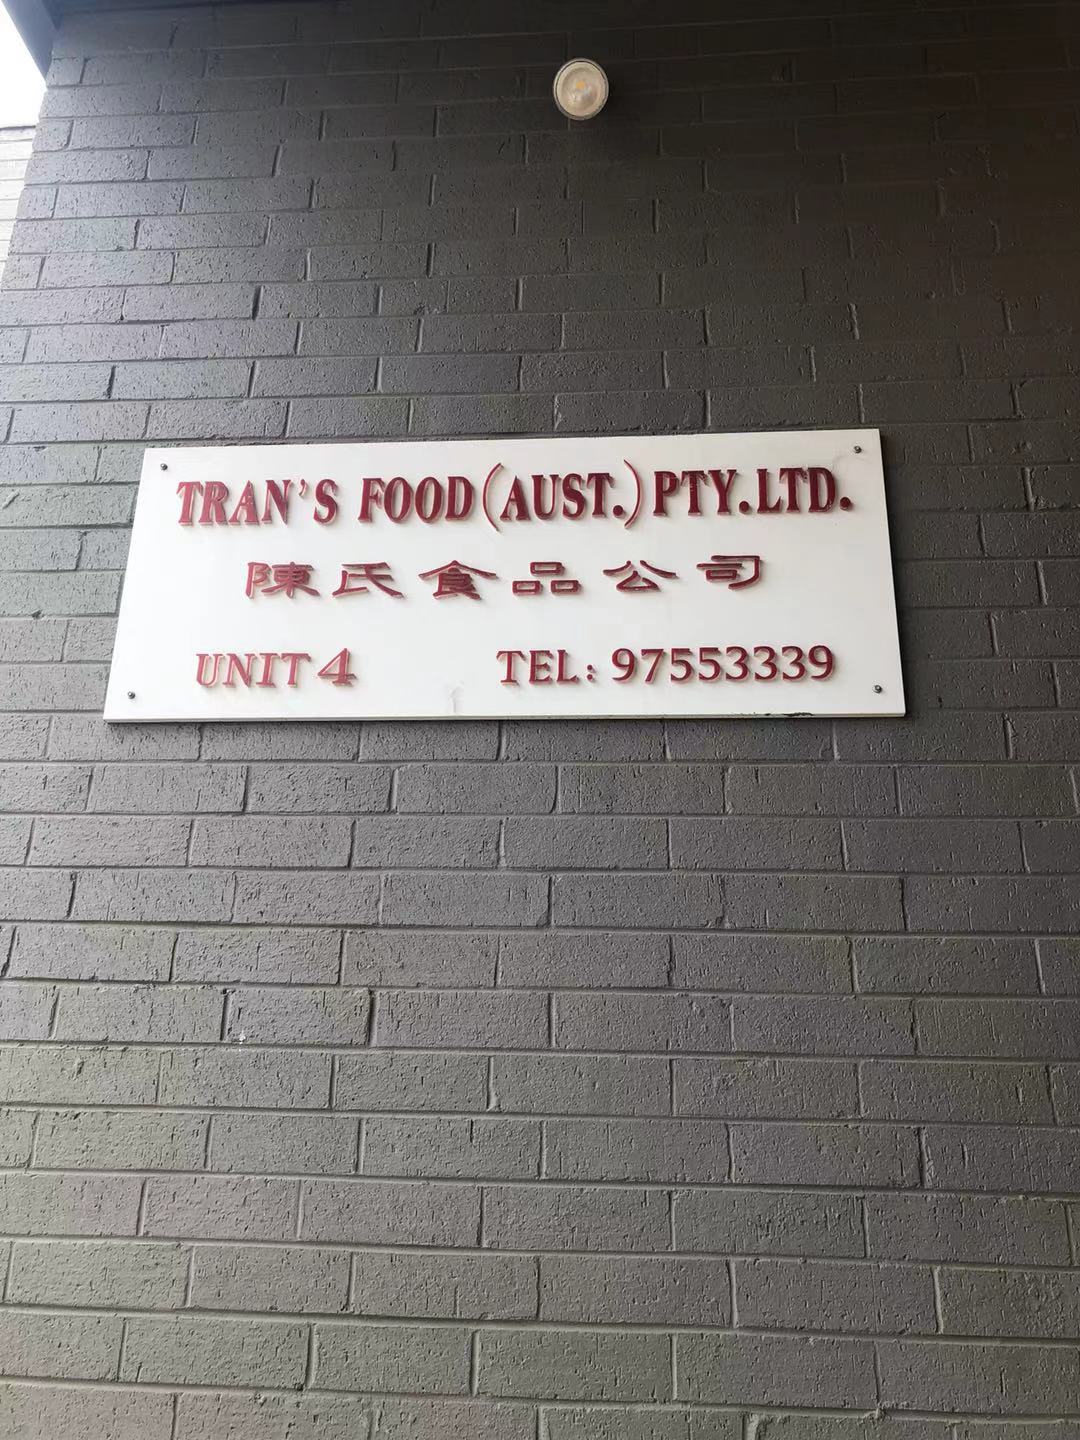 TRAN'S FOOD (AUST.) PTY.LTD.
陳氏食品公司
UNIT 4 TEL: 97553339